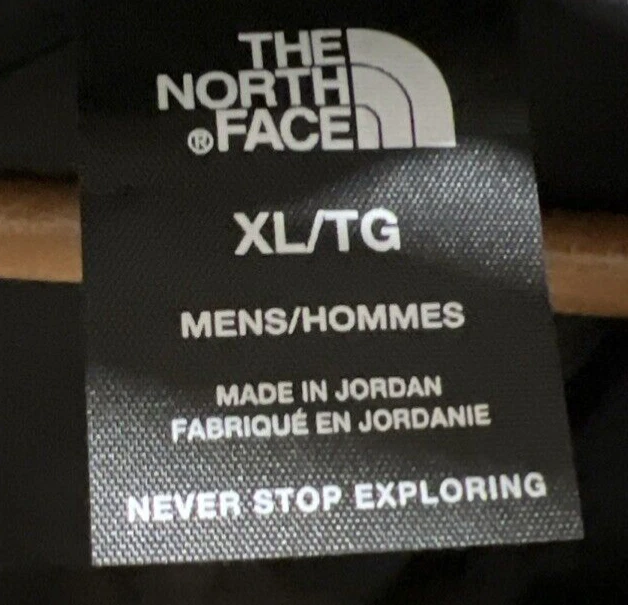 THE
NORTH
®FACE
XL/TG
MENS/HOMMES
MADE IN JORDAN
FABRIQUÉ EN JORDANIE
NEVER STOP EXPLORING